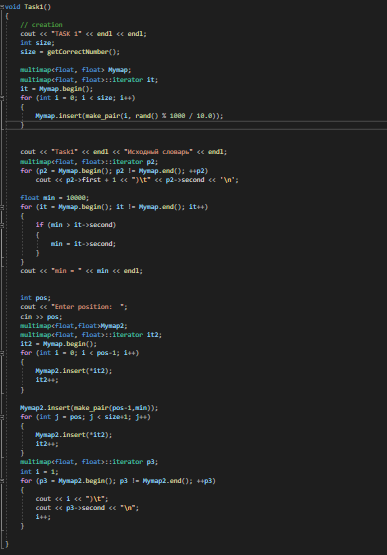 void Task1()
{
// creation
cout << "TASK 1" << endl << endl;
int size;
size = getCorrectNumber();
multimap<float, float> Mymap;
multimap<float, float>::iterator it;
it = Mymap.begin();
for (int i = 0; i < size; i++)
{
Mymap.insert(make_pair(i, rand() % 1000 / 10.0));
}
cout << "Task1" << endl << "Исходный словарь" << endl;
multimap<float, float>::iterator p2;
for (p2 = Mymap.begin(); p2 != Mymap.end(); ++p2)
cout << p2->first + 1 << ")\t" << p2->second << '\n';
float min = 10000;
for (it = Mymap.begin(); it != Mymap.end(); it++)
{
if (min > it->second)
{
min = it->second;
}
}
cout << "min = " << min << endl;
int pos;
cout << "Enter position:  ";
cin >> pos;
multimap<float,float>Mymap2;
multimap<float, float>::iterator it2;
it2 = Mymap.begin();
for (int i = 0; i < pos-1; i++)
{
Mymap2.insert(*it2);
it2++;
}
Mymap2.insert(make_pair(pos-1,min));
for (int j = pos; j < size+1; j++)
{
Mymap2.insert(*it2);
it2++;
}
multimap<float, float>::iterator p3;
int i = 1;
for (p3 = Mymap2.begin(); p3 != Mymap2.end(); ++p3)
{
cout << i << ")\t";
cout << p3->second << "\n";
i++;
}
}